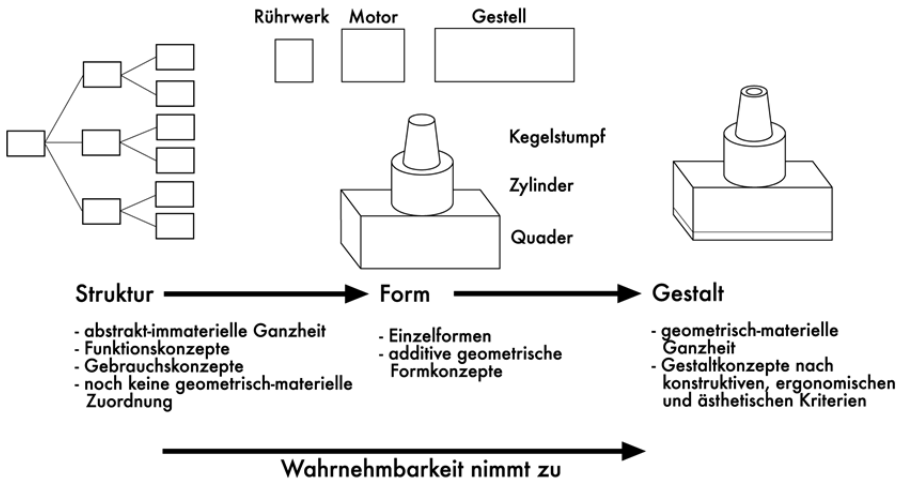 Rührwerk Motor Gestell
Kegelstumpf
Zylinder
Quader
Struktur
- abstrakt-immaterielle Ganzheit
- Funktionskonzepte
- Gebrauchskonzepte
- noch keine geometrisch-materielle
Zuordnung
Form
- Einzelformen
- additive geometrische
Formkonzepte
Gestalt
- geometrisch-materielle
Ganzheit
- Gestaltkonzepte nach
konstruktiven, ergonomischen
und ästhetischen Kriterien
Wahrnehmbarkeit nimmt zu